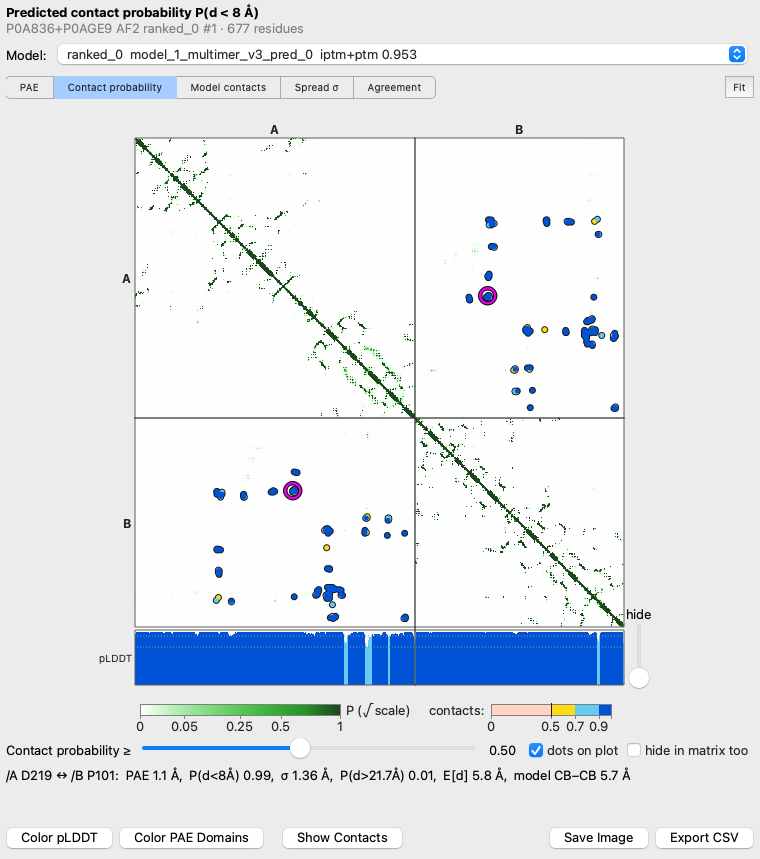 Predicted contact probability P(d < 8 Å)
P0A836+P0AGE9 AF2 ranked_0 #1 · 677 residues
Model: ranked_0 model_1_multimer_v3_pred_0 iptm+ptm 0.953
PAE Contact probability Model contacts Spread σ Agreement Fit
A B
A
B
hide
pLDDT
P (√scale) contacts:
0 0.05 0.25 0.5 1 0 0.5 0.7 0.9
Contact probability ≥ 0.50 dots on plot hide in matrix too
/A D219 ↔ /B P101: PAE 1.1 Å, P(d<8Å) 0.99, σ 1.36 Å, P(d>21.7Å) 0.01, E[d] 5.8 Å, model CB–CB 5.7 Å
Color pLDDT Color PAE Domains Show Contacts Save Image Export CSV